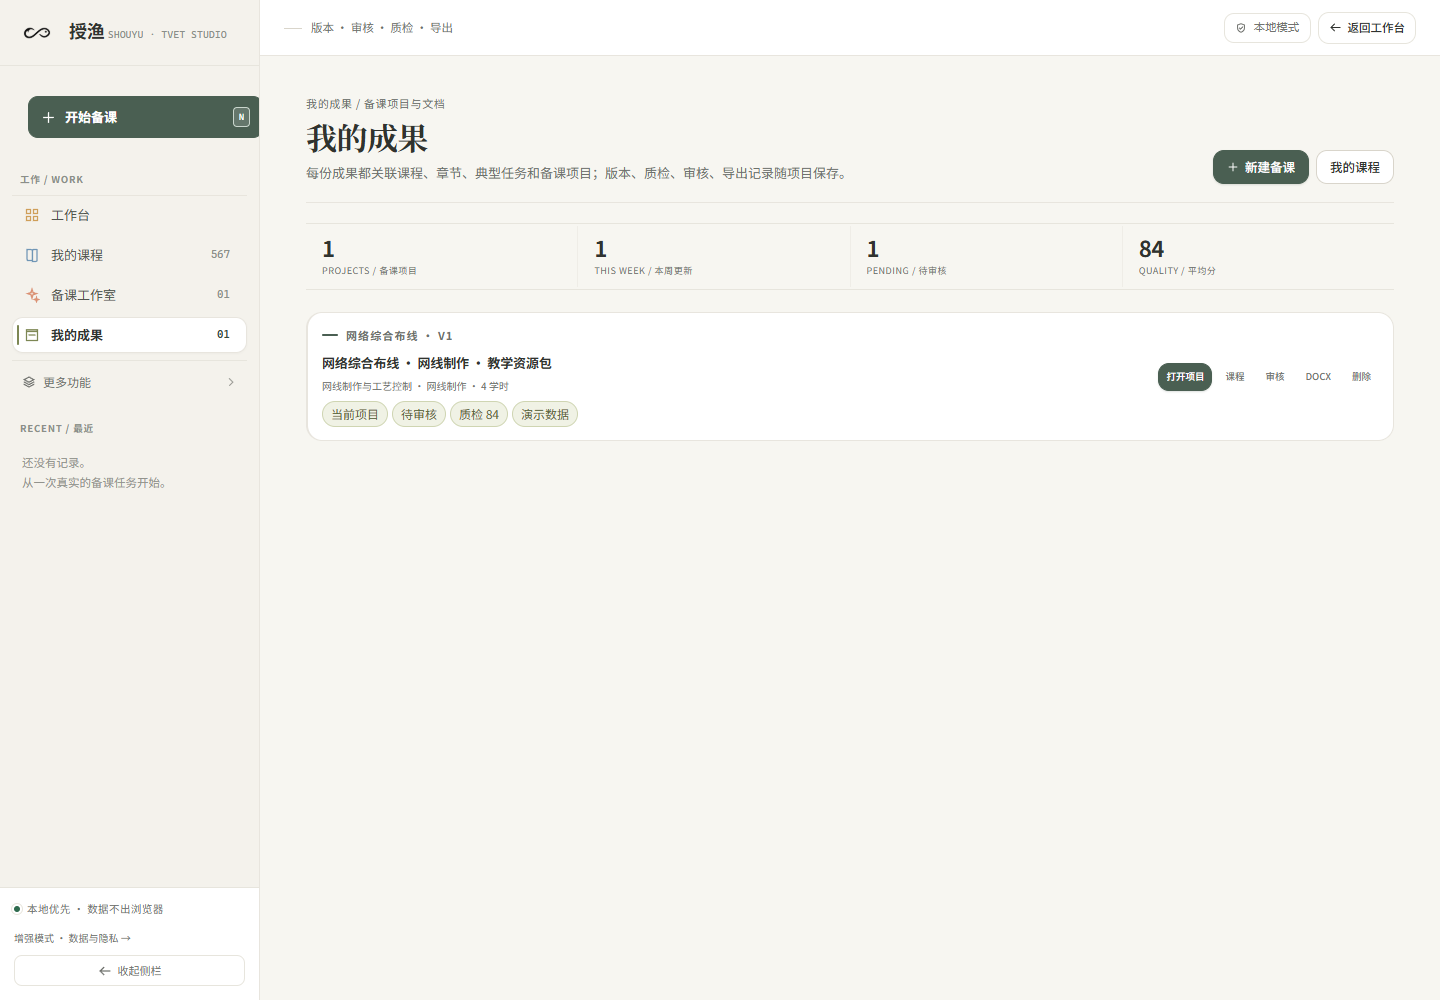 授渔 SHOUYU · TVET STUDIO
开始备课 N
工作 / WORK
工作台
我的课程 567
备课工作室 01
我的成果 01
更多功能
RECENT / 最近
还没有记录。
从一次真实的备课任务开始。
本地优先 · 数据不出浏览器
增强模式 · 数据与隐私 →
收起侧栏
版本 · 审核 · 质检 · 导出
本地模式
返回工作台
我的成果 / 备课项目与文档
我的成果
每份成果都关联课程、章节、典型任务和备课项目；版本、质检、审核、导出记录随项目保存。
新建备课
我的课程
1
PROJECTS / 备课项目
1
THIS WEEK / 本周更新
1
PENDING / 待审核
84
QUALITY / 平均分
网络综合布线 · V1
网络综合布线 · 网线制作 · 教学资源包
网线制作与工艺控制 · 网线制作 · 4 学时
当前项目 待审核 质检 84 演示数据
打开项目 课程 审核 DOCX 删除